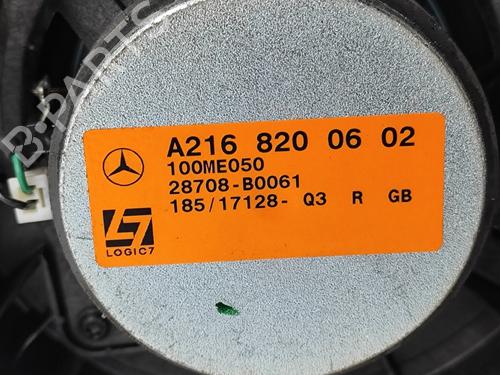 A216 820 06 02
100ME050
28708-B0061
185/17128- Q3 R GB
LOGIC7
B-PARTS